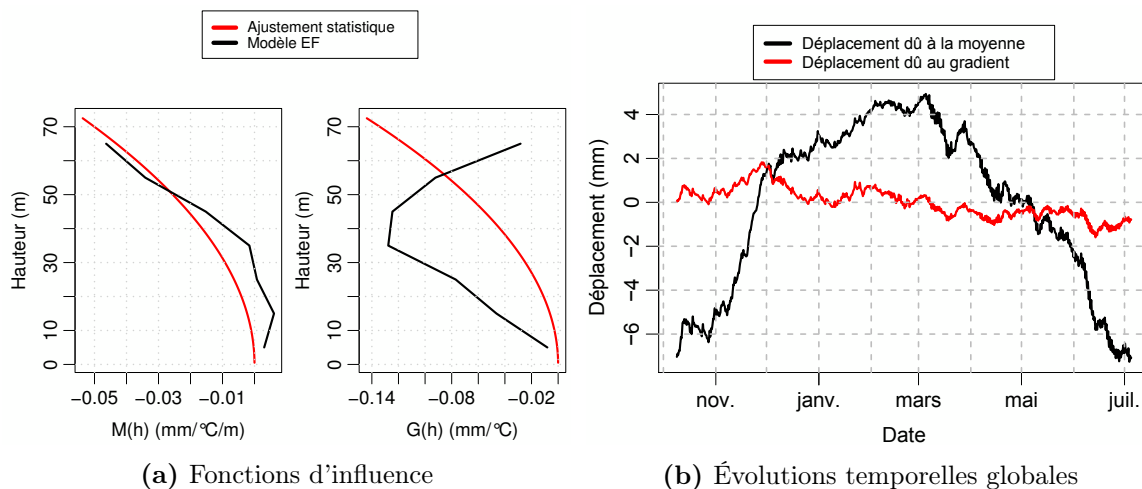 Ajustement statistique
Modèle EF
Hauteur (m)
0
10
30
50
70
−0.05
−0.03
−0.01
M(h) (mm/°C/m)
Hauteur (m)
0
10
30
50
70
−0.14
−0.08
−0.02
G(h) (mm/°C)
(a) Fonctions d'influence
Déplacement dû à la moyenne
Déplacement dû au gradient
Déplacement (mm)
4
2
0
−2
−4
−6
nov.
janv.
mars
mai
juil.
Date
(b) Évolutions temporelles globales